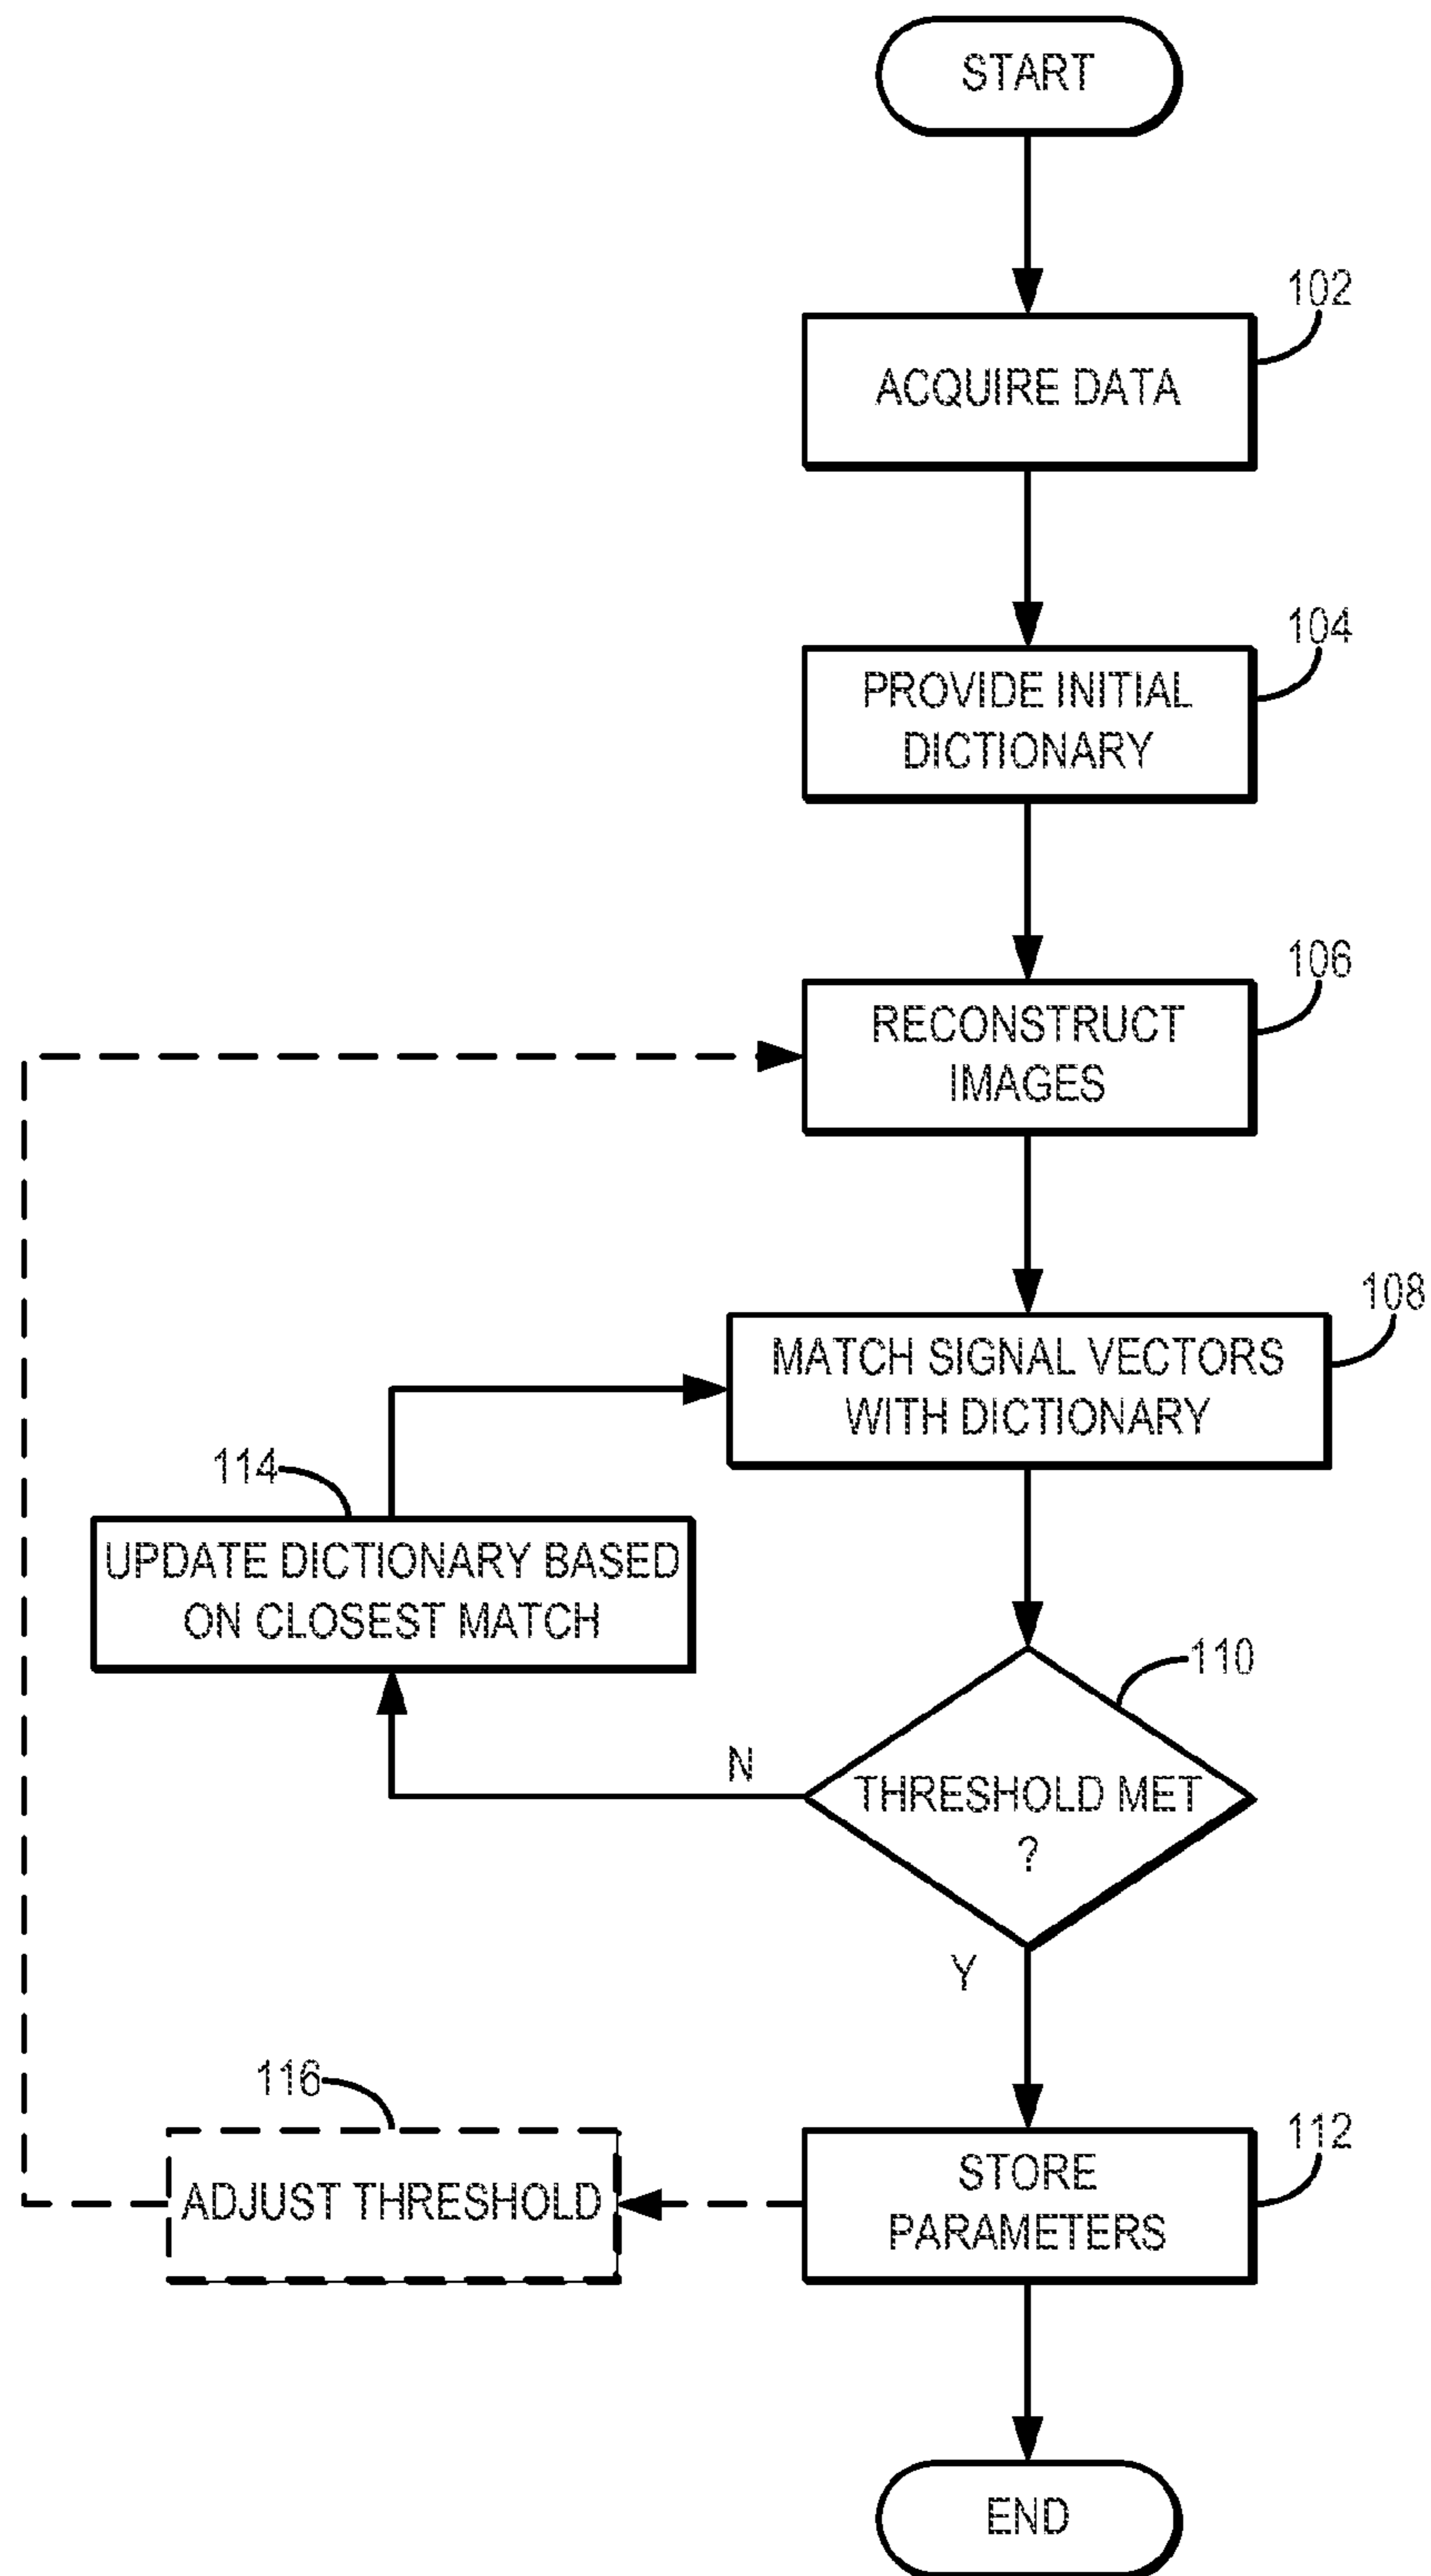 START
102
ACQUIRE DATA
104
PROVIDE INITIAL
DICTIONARY
106
RECONSTRUCT
IMAGES
108
MATCH SIGNAL VECTORS
WITH DICTIONARY
114
UPDATE DICTIONARY BASED
ON CLOSEST MATCH
110
N
THRESHOLD MET
?
Y
116
ADJUST THRESHOLD
112
STORE
PARAMETERS
END